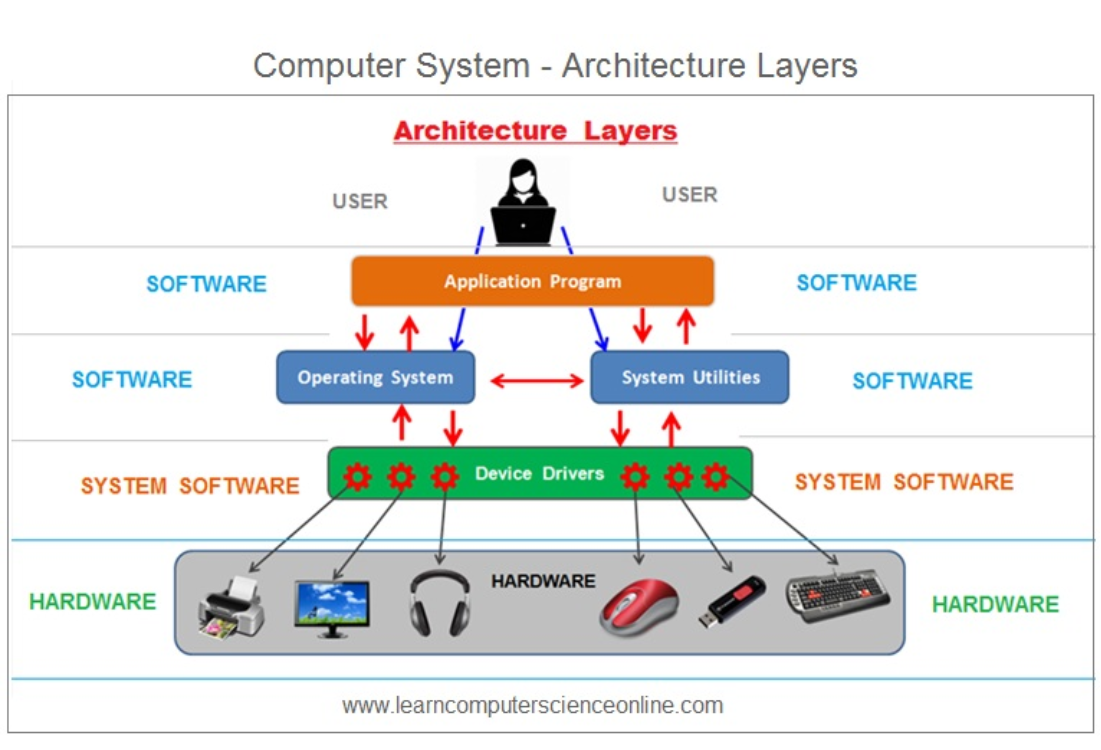 Computer System - Architecture Layers
Architecture Layers
USER
USER
SOFTWARE
Application Program
SOFTWARE
SOFTWARE
Operating System
System Utilities
SOFTWARE
SYSTEM SOFTWARE
Device Drivers
SYSTEM SOFTWARE
HARDWARE
HARDWARE
HARDWARE
www.learncomputerscienceonline.com